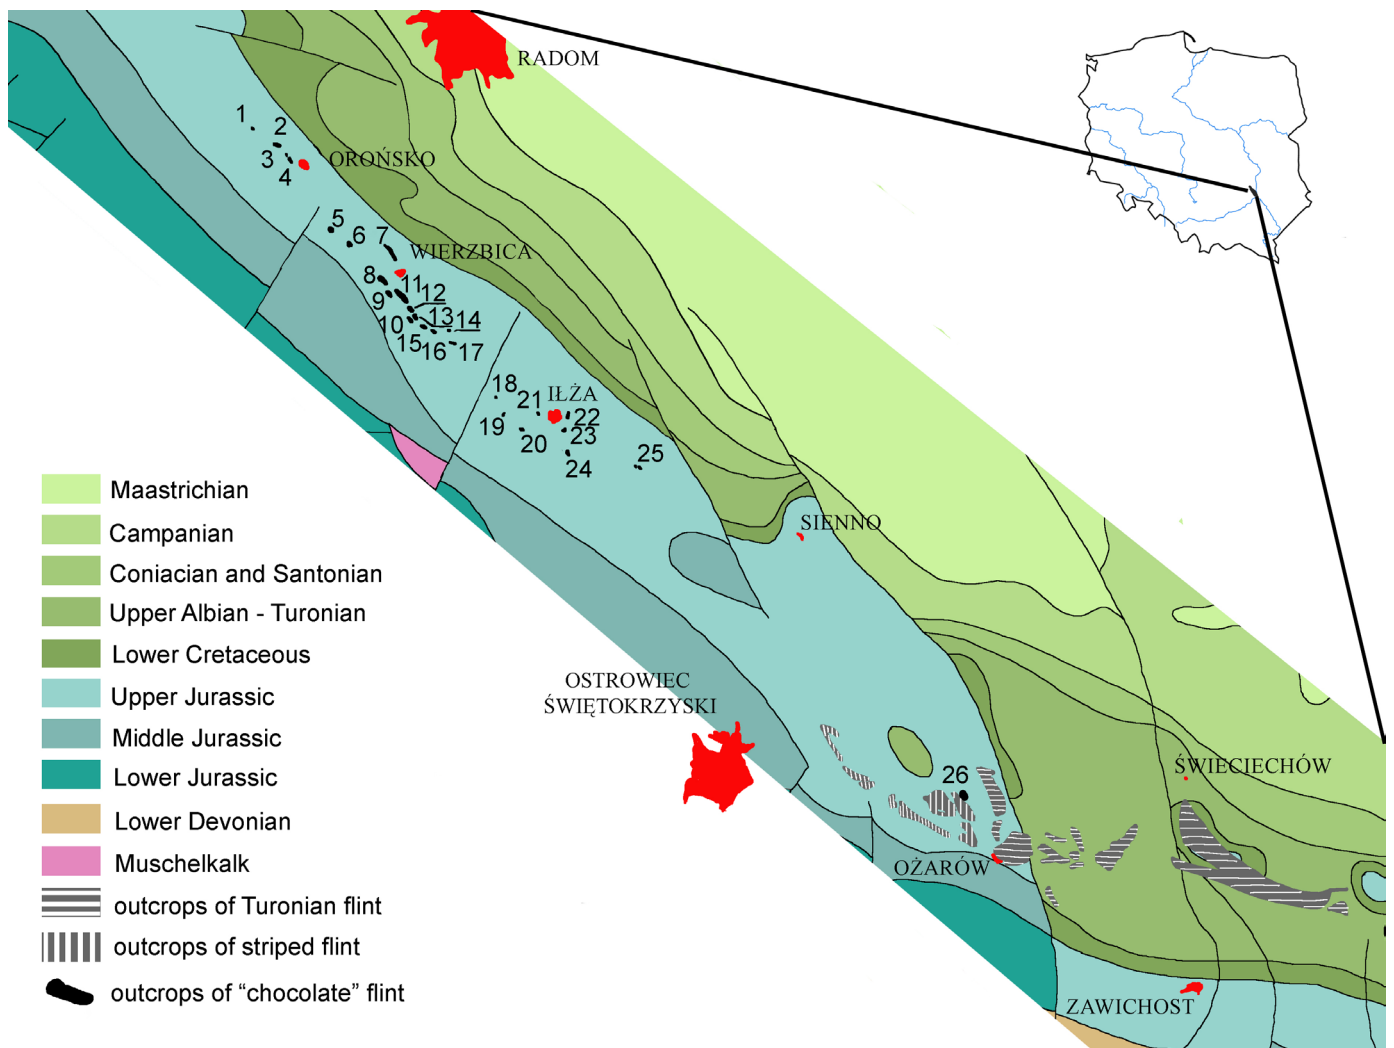 RADOM
1
2
3
OROŃSKO
4
5
6
7
WIERZBICA
8
11
9
12
10
13 14
15
16
17
18
IŁŻA
21
22
19
20
23
24
25
SIENNO
Maastrichian
Campanian
Coniacian and Santonian
Upper Albian - Turonian
Lower Cretaceous
Upper Jurassic
Middle Jurassic
Lower Jurassic
Lower Devonian
Muschelkalk
outcrops of Turonian flint
outcrops of striped flint
outcrops of “chocolate” flint
OSTROWIEC
ŚWIĘTOKRZYSKI
26
ŚWIECIECHÓW
OŻARÓW
ZAWICHOST